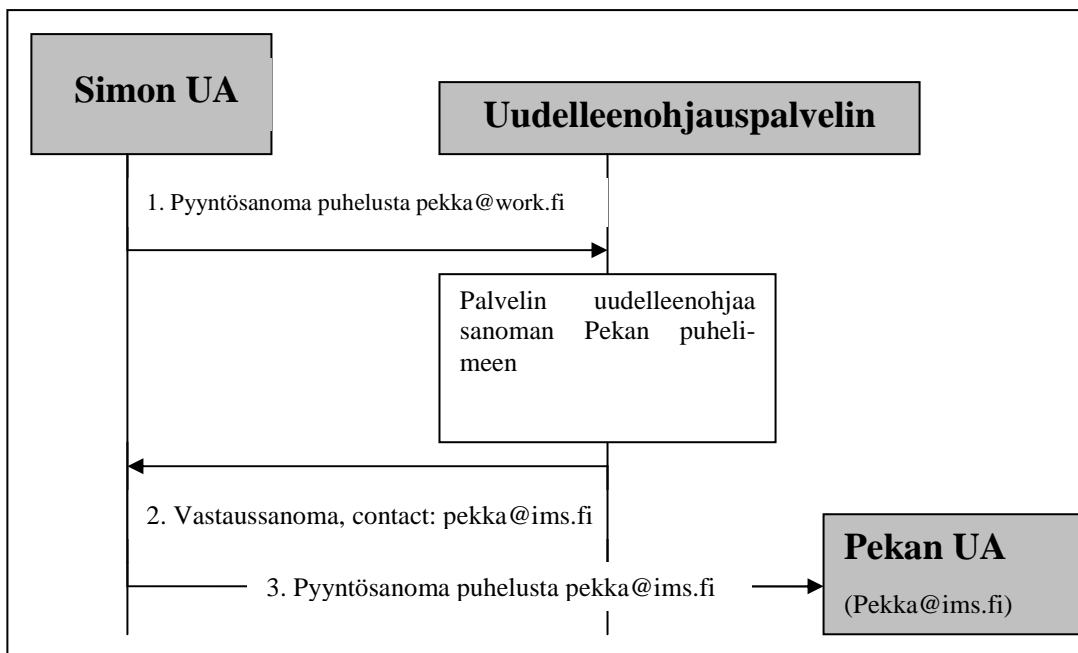 Simon UA
Uudelleenohjauspalvelin
1. Pyyntösanoma puhelusta pekka@work.fi
Palvelin uudelleenohjaa
sanoman Pekan puheli-
meen
2. Vastaussanoma, contact: pekka@ims.fi
Pekan UA
3. Pyyntösanoma puhelusta pekka@ims.fi
(Pekka@ims.fi)